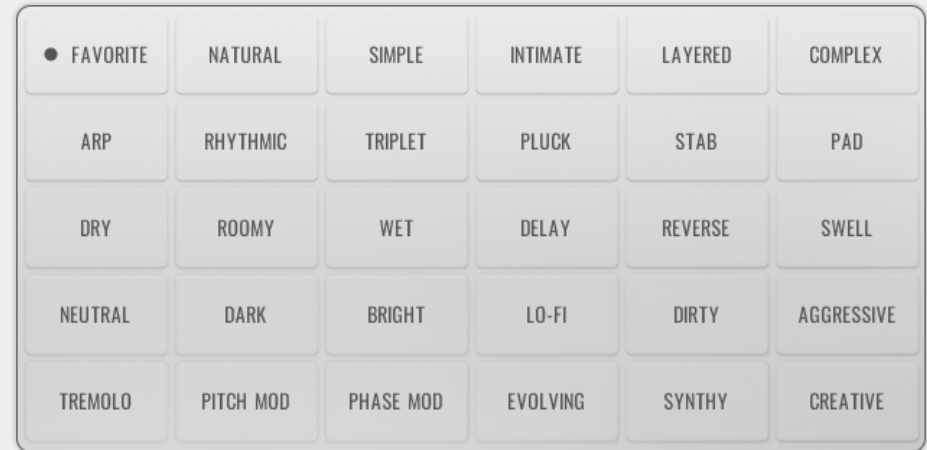 FAVORITE NATURAL SIMPLE INTIMATE LAYERED COMPLEX
ARP RHYTHMIC TRIPLET PLUCK STAB PAD
DRY ROOMY WET DELAY REVERSE SWELL
NEUTRAL DARK BRIGHT LO-FI DIRTY AGGRESSIVE
TREMOLO PITCH MOD PHASE MOD EVOLVING SYNTHY CREATIVE